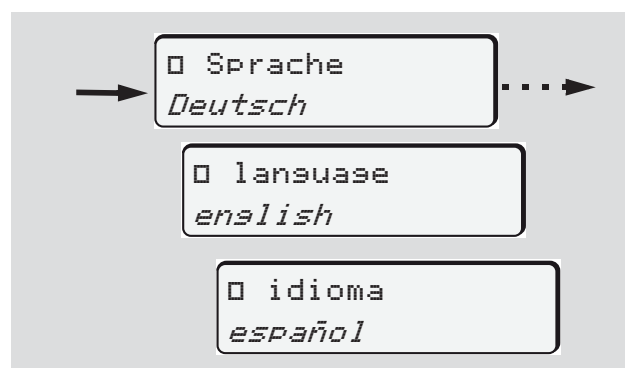 □ Sprache
Deutsch
□ language
english
□ idioma
español